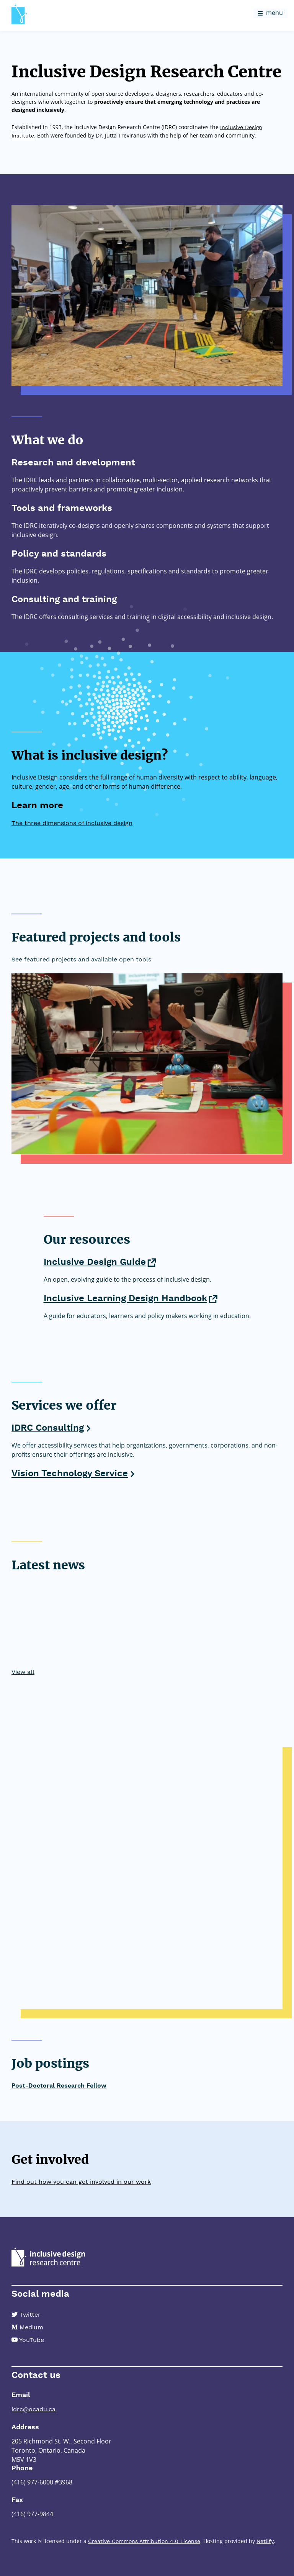 menu
Inclusive Design Research Centre
An international community of open source developers, designers, researchers, educators and co-
designers who work together to proactively ensure that emerging technology and practices are
designed inclusively.
Established in 1993, the Inclusive Design Research Centre (IDRC) coordinates the Inclusive Design
Institute. Both were founded by Dr. Jutta Treviranus with the help of her team and community.
What we do
Research and development
The IDRC leads and partners in collaborative, multi-sector, applied research networks that
proactively prevent barriers and promote greater inclusion.
Tools and frameworks
The IDRC iteratively co-designs and openly shares components and systems that support
inclusive design.
Policy and standards
The IDRC develops policies, regulations, specifications and standards to promote greater
inclusion.
Consulting and training
The IDRC offers consulting services and training in digital accessibility and inclusive design.
What is inclusive design?
Inclusive Design considers the full range of human diversity with respect to ability, language,
culture, gender, age, and other forms of human difference.
Learn more
The three dimensions of inclusive design
Featured projects and tools
See featured projects and available open tools
Our resources
Inclusive Design Guide
An open, evolving guide to the process of inclusive design.
Inclusive Learning Design Handbook
A guide for educators, learners and policy makers working in education.
Services we offer
IDRC Consulting
We offer accessibility services that help organizations, governments, corporations, and non-
profits ensure their offerings are inclusive.
Vision Technology Service
Latest news
View all
Job postings
Post-Doctoral Research Fellow
Get involved
Find out how you can get involved in our work
inclusive design
research centre
Social media
Twitter
Medium
YouTube
Contact us
Email
idrc@ocadu.ca
Address
205 Richmond St. W., Second Floor
Toronto, Ontario, Canada
M5V 1V3
Phone
(416) 977-6000 #3968
Fax
(416) 977-9844
This work is licensed under a Creative Commons Attribution 4.0 License. Hosting provided by Netlify.